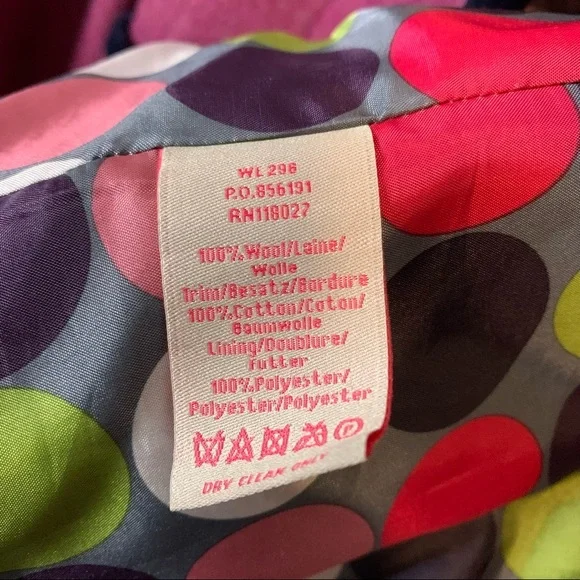 WL 296
P.O.856191
RN118027
100%Wool/Laine/
Wolle
Trim/Besatz/Bordure
100%Cotton/Coton/
Baumwolle
Lining/Doublure/
Futter
100%Polyester/
Polyester/Polyester
P
DRY CLEAN ONLY